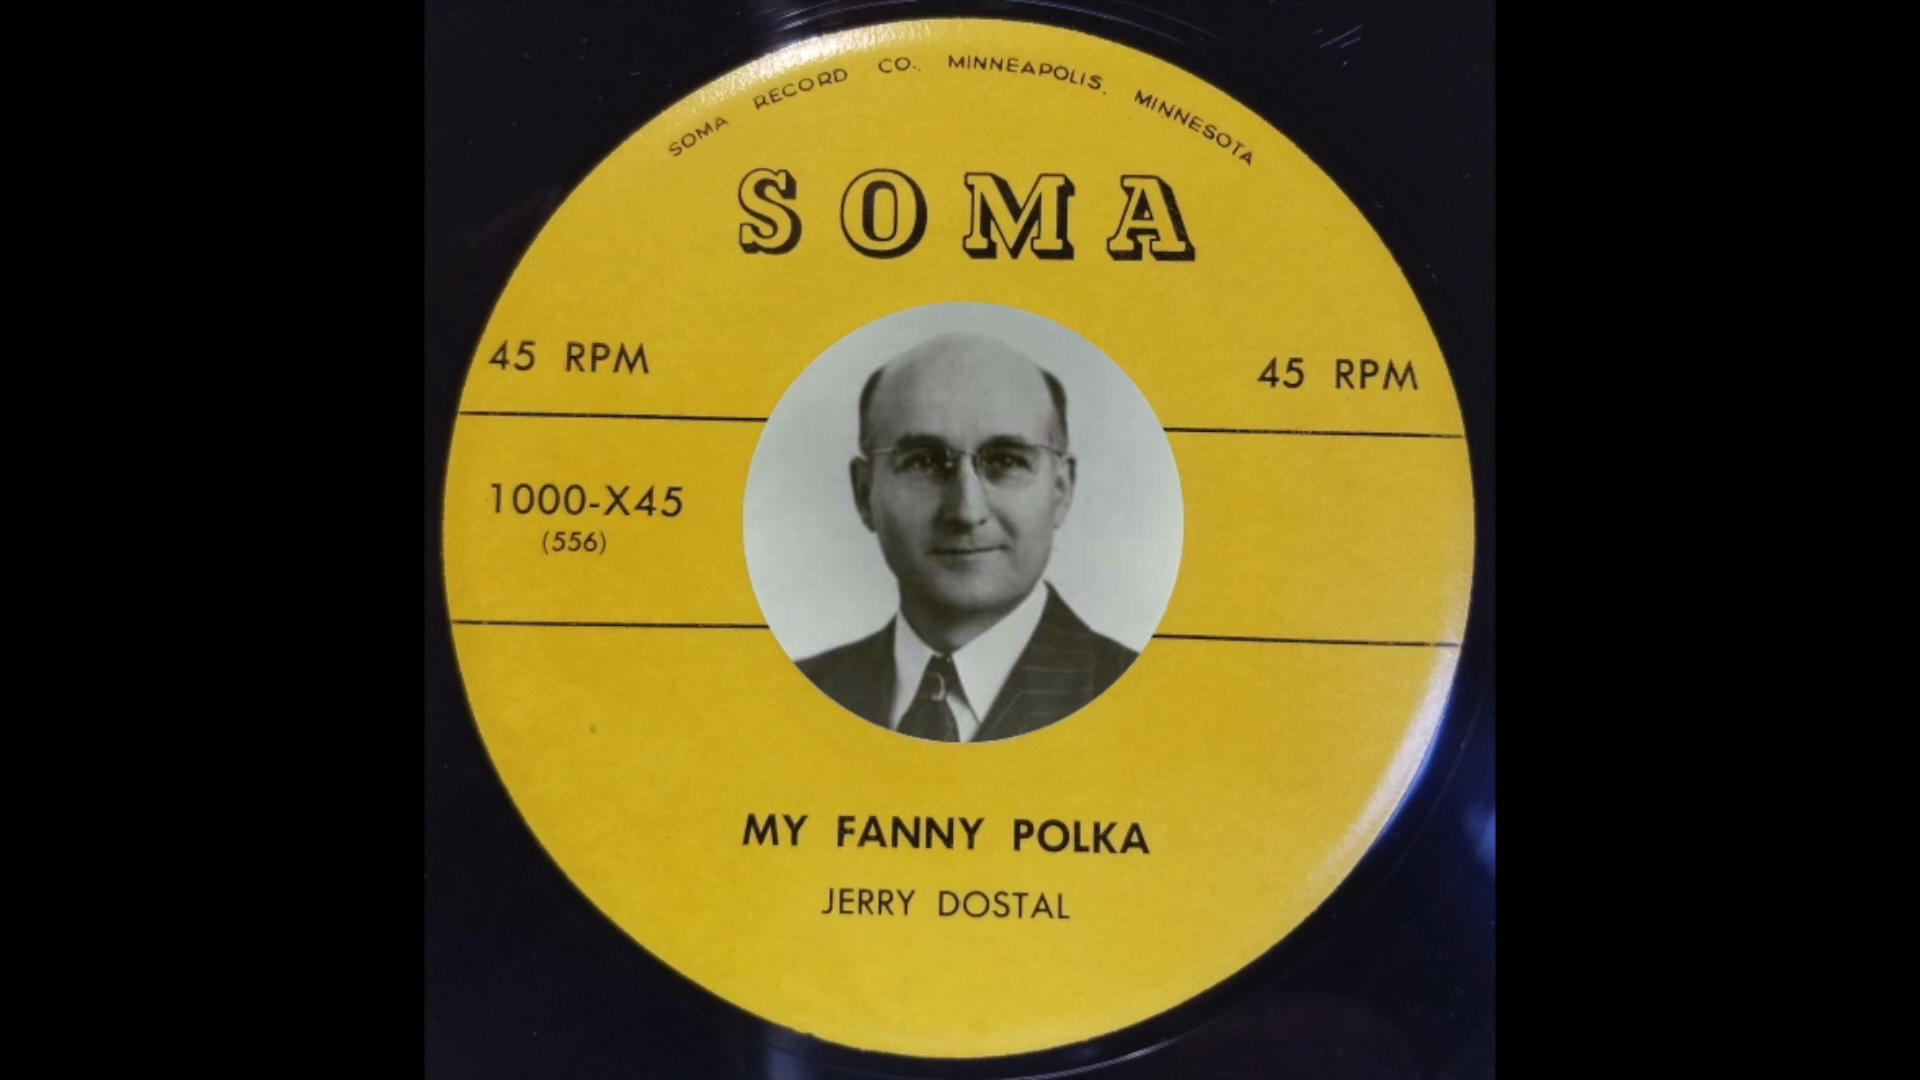 SOMA RECORD CO., MINNEAPOLIS, MINNESOTA
SOMA
45 RPM
45 RPM
1000-X45
(556)
MY FANNY POLKA
JERRY DOSTAL